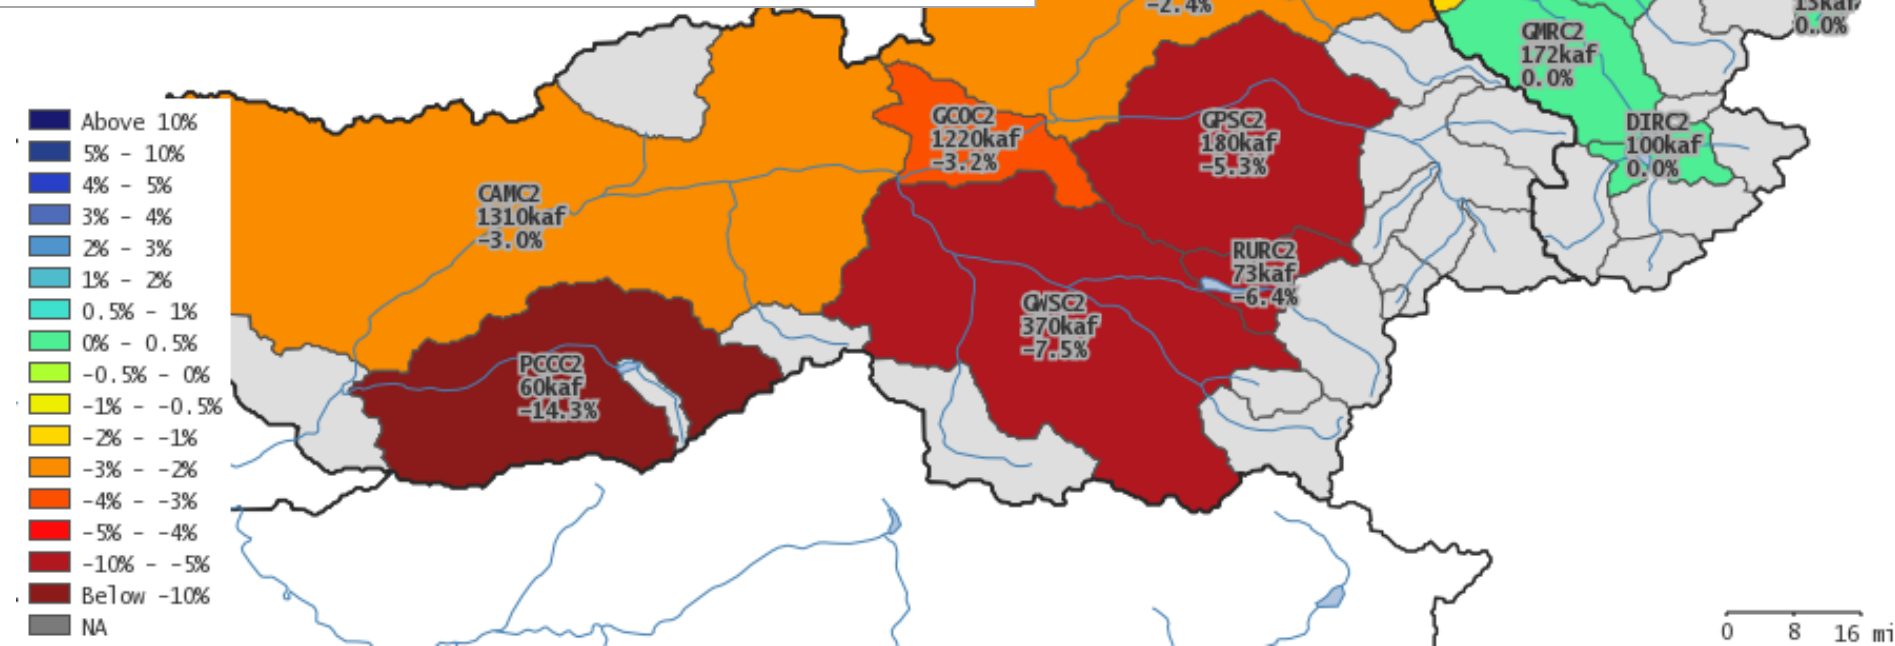 -2.4%
15kaf
0.0%
GMRC2
172kaf
0.0%
GCOC2
1220kaf
-3.2%
GPSC2
180kaf
-5.3%
DIRC2
100kaf
0.0%
CAMC2
1310kaf
-3.0%
RURC2
73kaf
-6.4%
GWSC2
370kaf
-7.5%
PCCC2
60kaf
-14.3%
Above 10%
5% - 10%
4% - 5%
3% - 4%
2% - 3%
1% - 2%
0.5% - 1%
0% - 0.5%
-0.5% - 0%
-1% - -0.5%
-2% - -1%
-3% - -2%
-4% - -3%
-5% - -4%
-10% - -5%
Below -10%
NA
0 8 16 mi